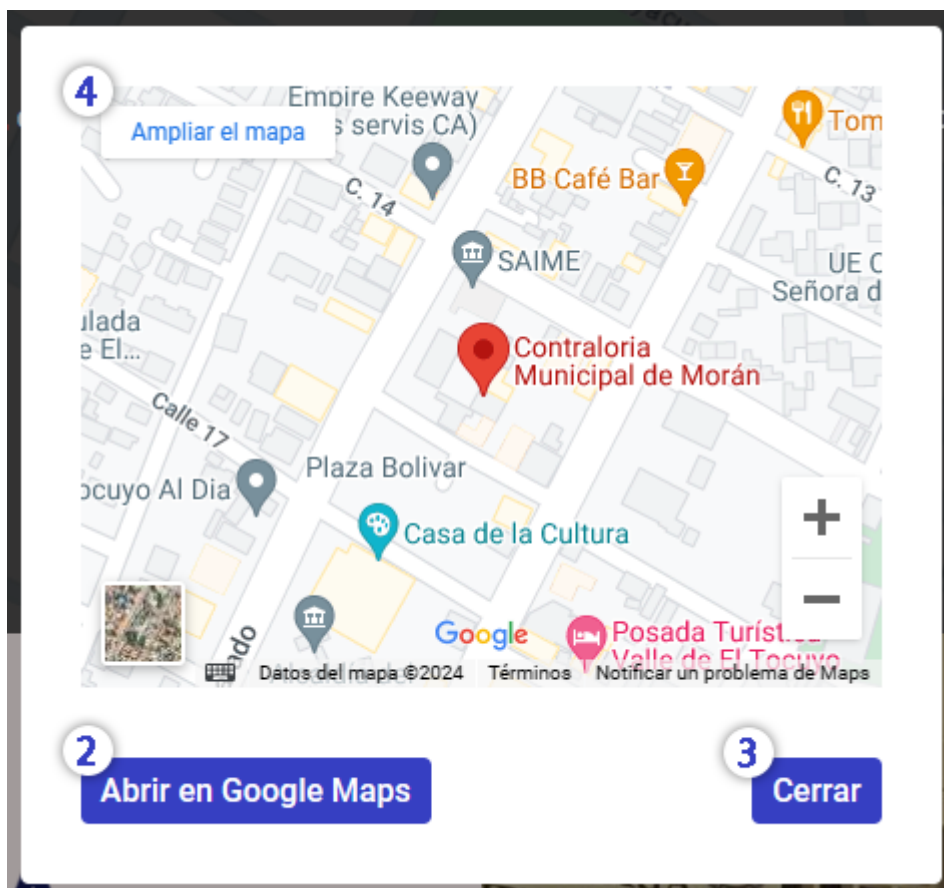 4
Empire Keeway
s servis CA)
Ampliar el mapa
Tom
BB Café Bar
C. 14
C. 13
SAIME
UE C
Señora d
ulada
e El...
Contraloria
Municipal de Morán
Calle 17
Plaza Bolivar
ocuyo Al Dia
Casa de la Cultura
+
−
ado
Google
Posada Turística
Valle de El Tocuyo
Datos del mapa ©2024
Términos
Notificar un problema de Maps
2
Abrir en Google Maps
3
Cerrar